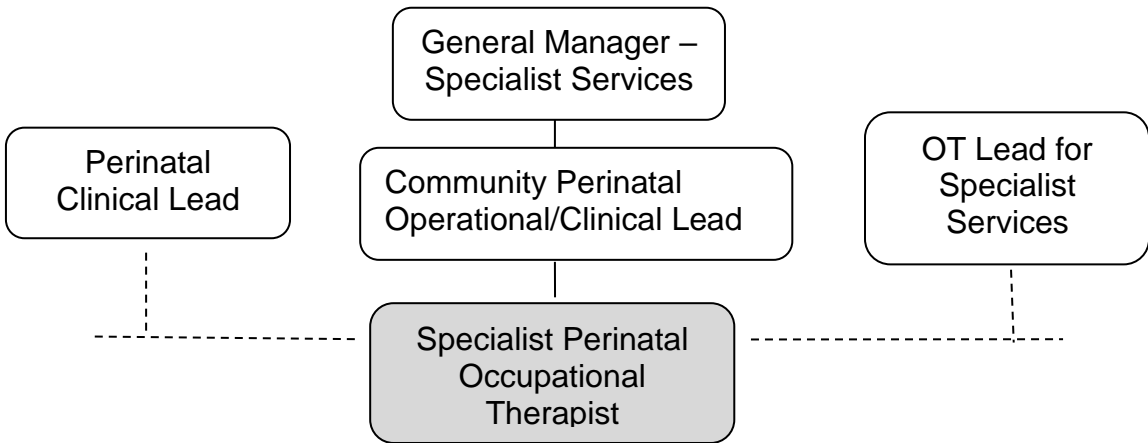 General Manager –
Specialist Services
Perinatal
Clinical Lead
Community Perinatal
Operational/Clinical Lead
OT Lead for
Specialist
Services
Specialist Perinatal
Occupational
Therapist